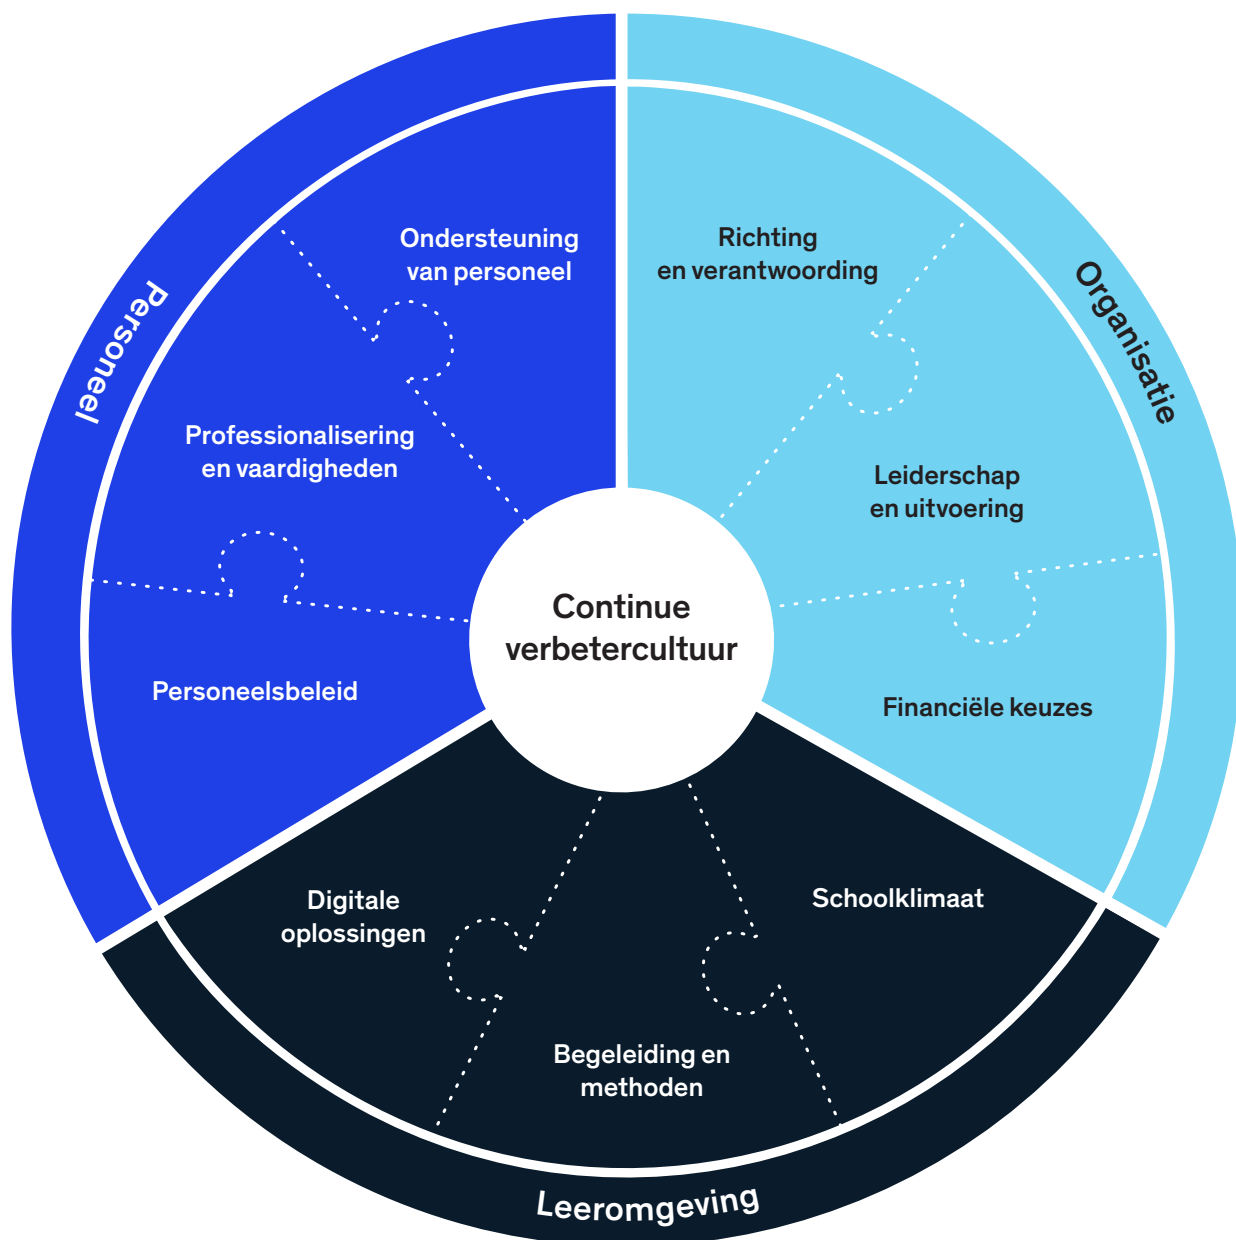 Ondersteuning
van personeel
Richting
en verantwoording
Personeel
Organisatie
Professionalisering
en vaardigheden
Leiderschap
en uitvoering
Continue
verbetercultuur
Personeelsbeleid
Financiële keuzes
Digitale
oplossingen
Schoolklimaat
Begeleiding en
methoden
Leeromgeving